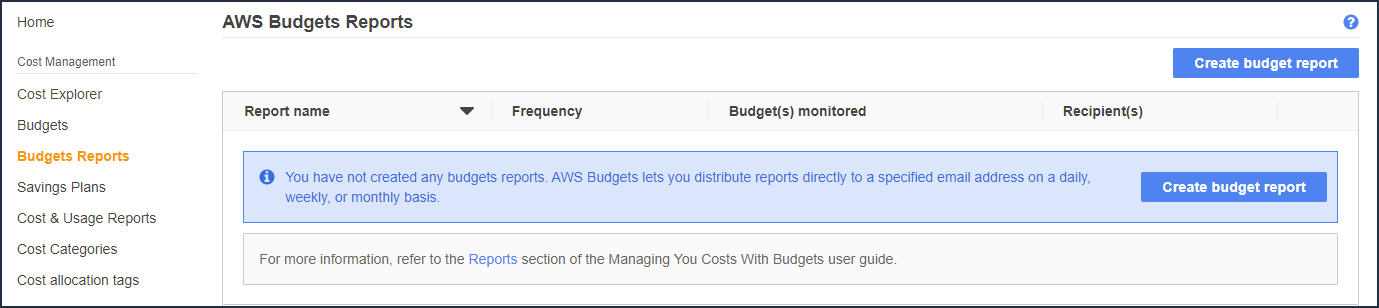 Home
Cost Management
Cost Explorer
Budgets
Budgets Reports
Savings Plans
Cost & Usage Reports
Cost Categories
Cost allocation tags
AWS Budgets Reports
?
Create budget report
Report name Frequency Budget(s) monitored Recipient(s)
You have not created any budgets reports. AWS Budgets lets you distribute reports directly to a specified email address on a daily,
weekly, or monthly basis.
Create budget report
For more information, refer to the Reports section of the Managing You Costs With Budgets user guide.